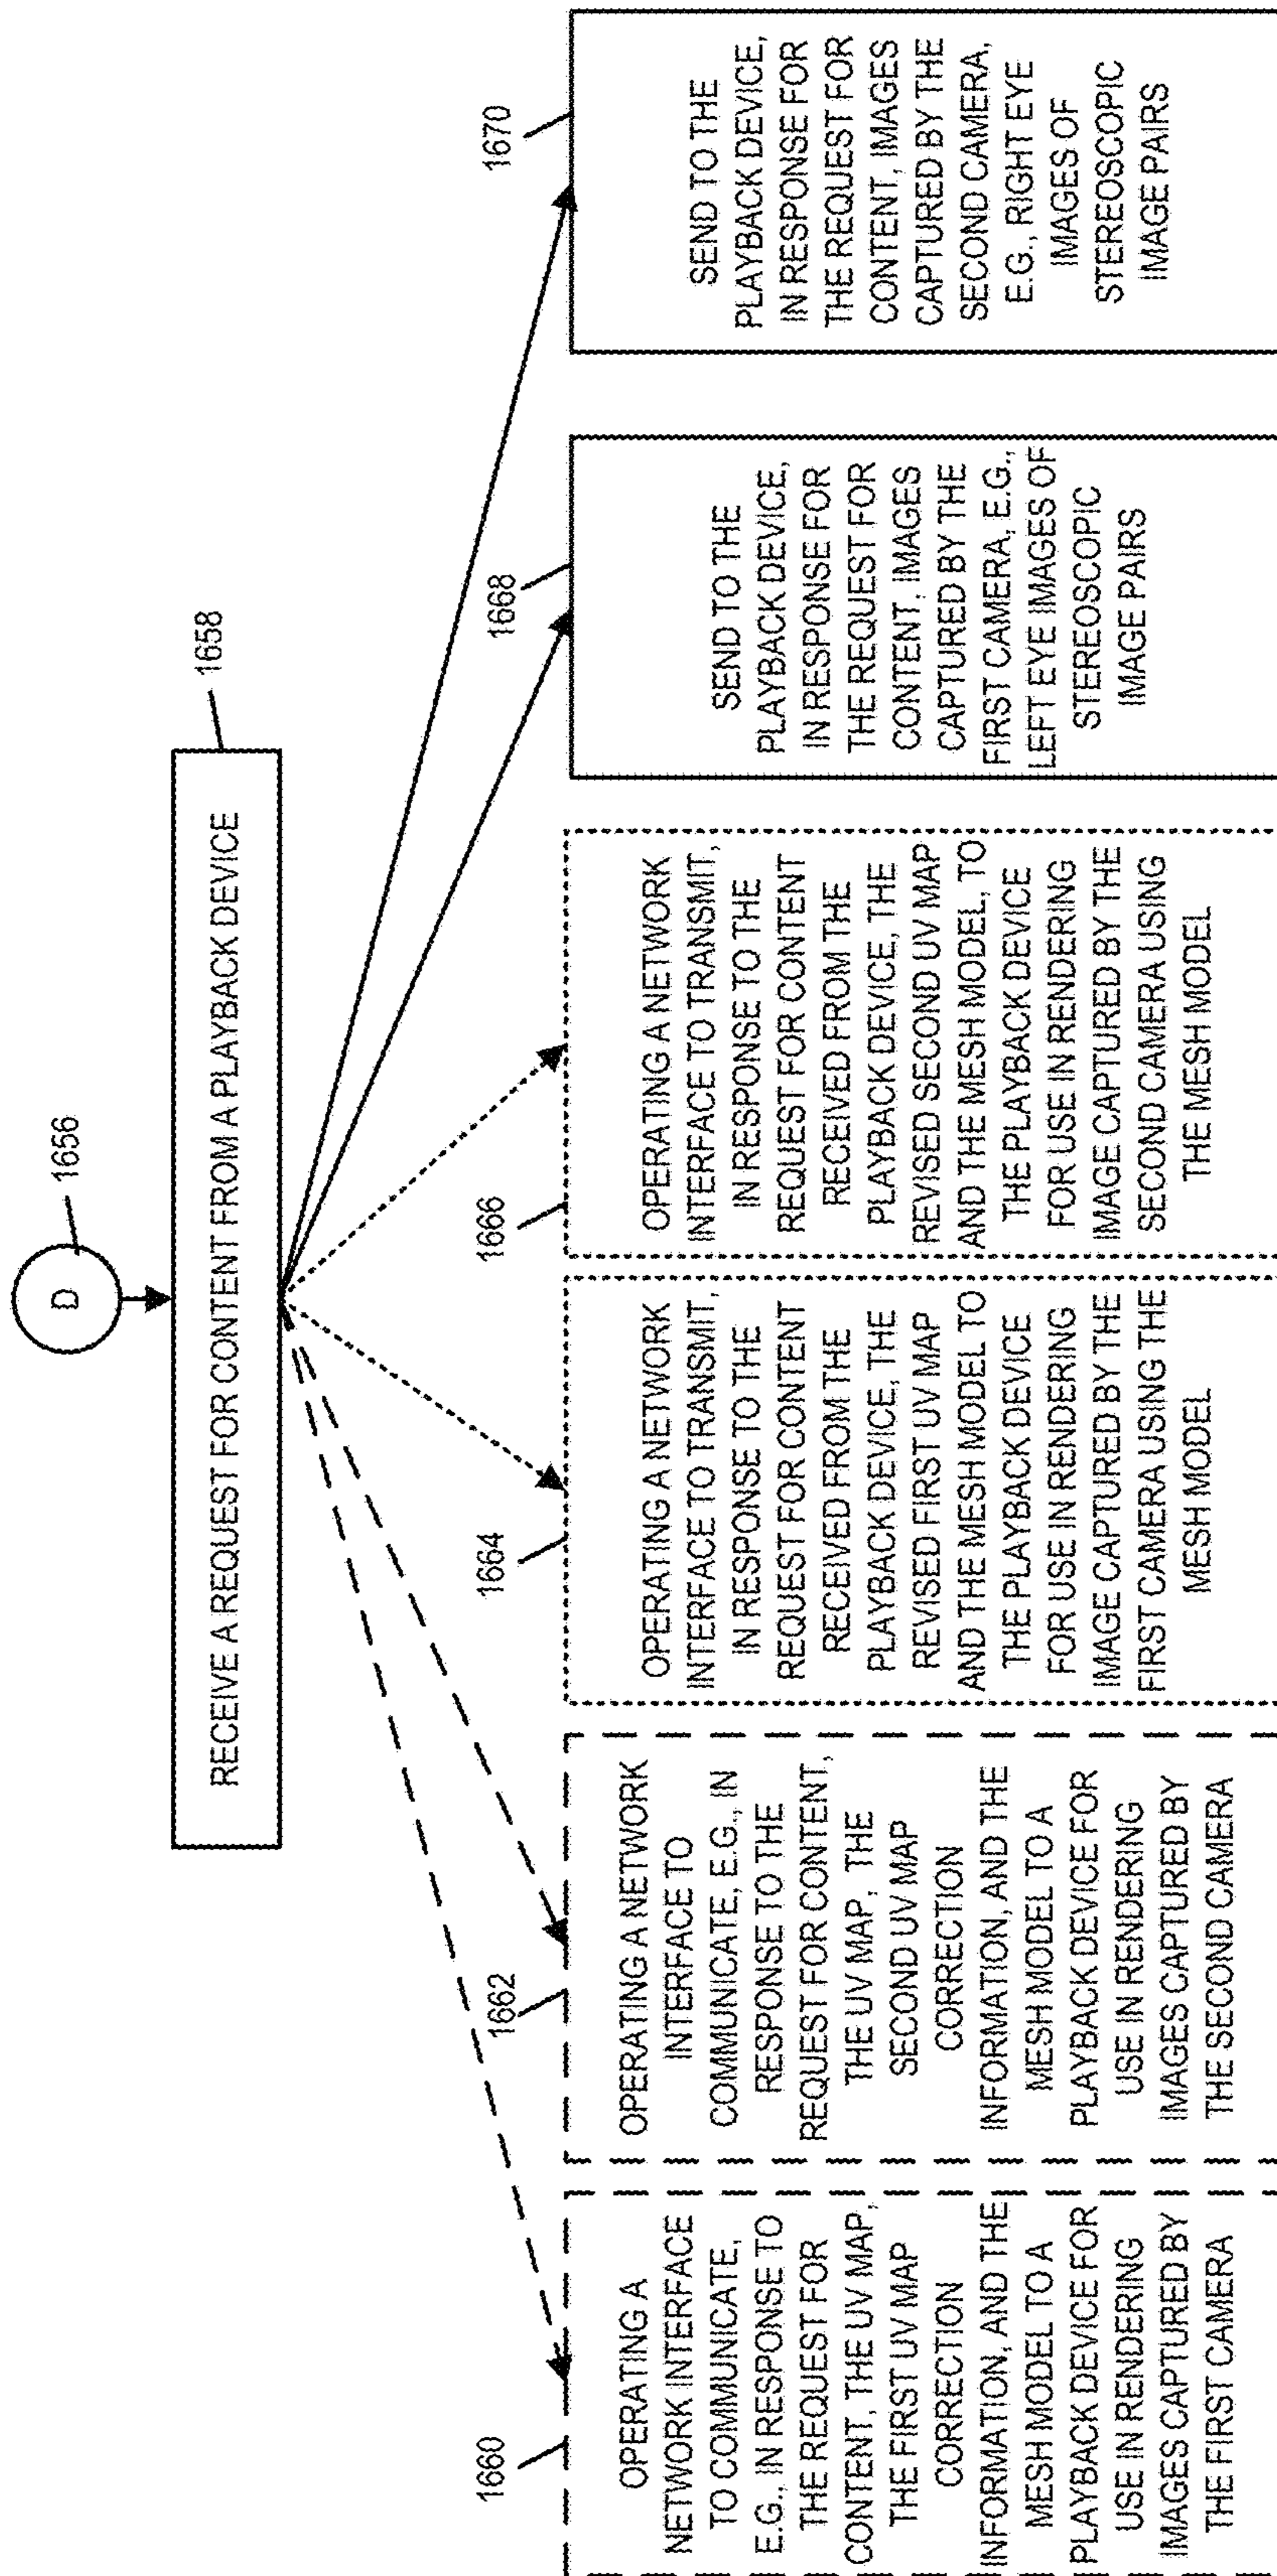 D
1656
RECEIVE A REQUEST FOR CONTENT FROM A PLAYBACK DEVICE
1658
1660
OPERATING A
NETWORK INTERFACE
TO COMMUNICATE,
E.G., IN RESPONSE TO
THE REQUEST FOR
CONTENT, THE UV MAP,
THE FIRST UV MAP
CORRECTION
INFORMATION, AND THE
MESH MODEL TO A
PLAYBACK DEVICE FOR
USE IN RENDERING
IMAGES CAPTURED BY
THE FIRST CAMERA
1662
OPERATING A NETWORK
INTERFACE TO
COMMUNICATE, E.G., IN
RESPONSE TO THE
REQUEST FOR CONTENT,
THE UV MAP, THE
SECOND UV MAP
CORRECTION
INFORMATION, AND THE
MESH MODEL TO A
PLAYBACK DEVICE FOR
USE IN RENDERING
IMAGES CAPTURED BY
THE SECOND CAMERA
1664
OPERATING A NETWORK
INTERFACE TO TRANSMIT,
IN RESPONSE TO THE
REQUEST FOR CONTENT
RECEIVED FROM THE
PLAYBACK DEVICE, THE
REVISED FIRST UV MAP
AND THE MESH MODEL TO
THE PLAYBACK DEVICE
FOR USE IN RENDERING
IMAGE CAPTURED BY THE
FIRST CAMERA USING THE
MESH MODEL
1666
OPERATING A NETWORK
INTERFACE TO TRANSMIT,
IN RESPONSE TO THE
REQUEST FOR CONTENT
RECEIVED FROM THE
PLAYBACK DEVICE, THE
REVISED SECOND UV MAP
AND THE MESH MODEL, TO
THE PLAYBACK DEVICE
FOR USE IN RENDERING
IMAGE CAPTURED BY THE
SECOND CAMERA USING
THE MESH MODEL
1668
SEND TO THE
PLAYBACK DEVICE,
IN RESPONSE FOR
THE REQUEST FOR
CONTENT, IMAGES
CAPTURED BY THE
FIRST CAMERA, E.G.,
LEFT EYE IMAGES OF
STEREOSCOPIC
IMAGE PAIRS
1670
SEND TO THE
PLAYBACK DEVICE,
IN RESPONSE FOR
THE REQUEST FOR
CONTENT, IMAGES
CAPTURED BY THE
SECOND CAMERA,
E.G., RIGHT EYE
IMAGES OF
STEREOSCOPIC
IMAGE PAIRS